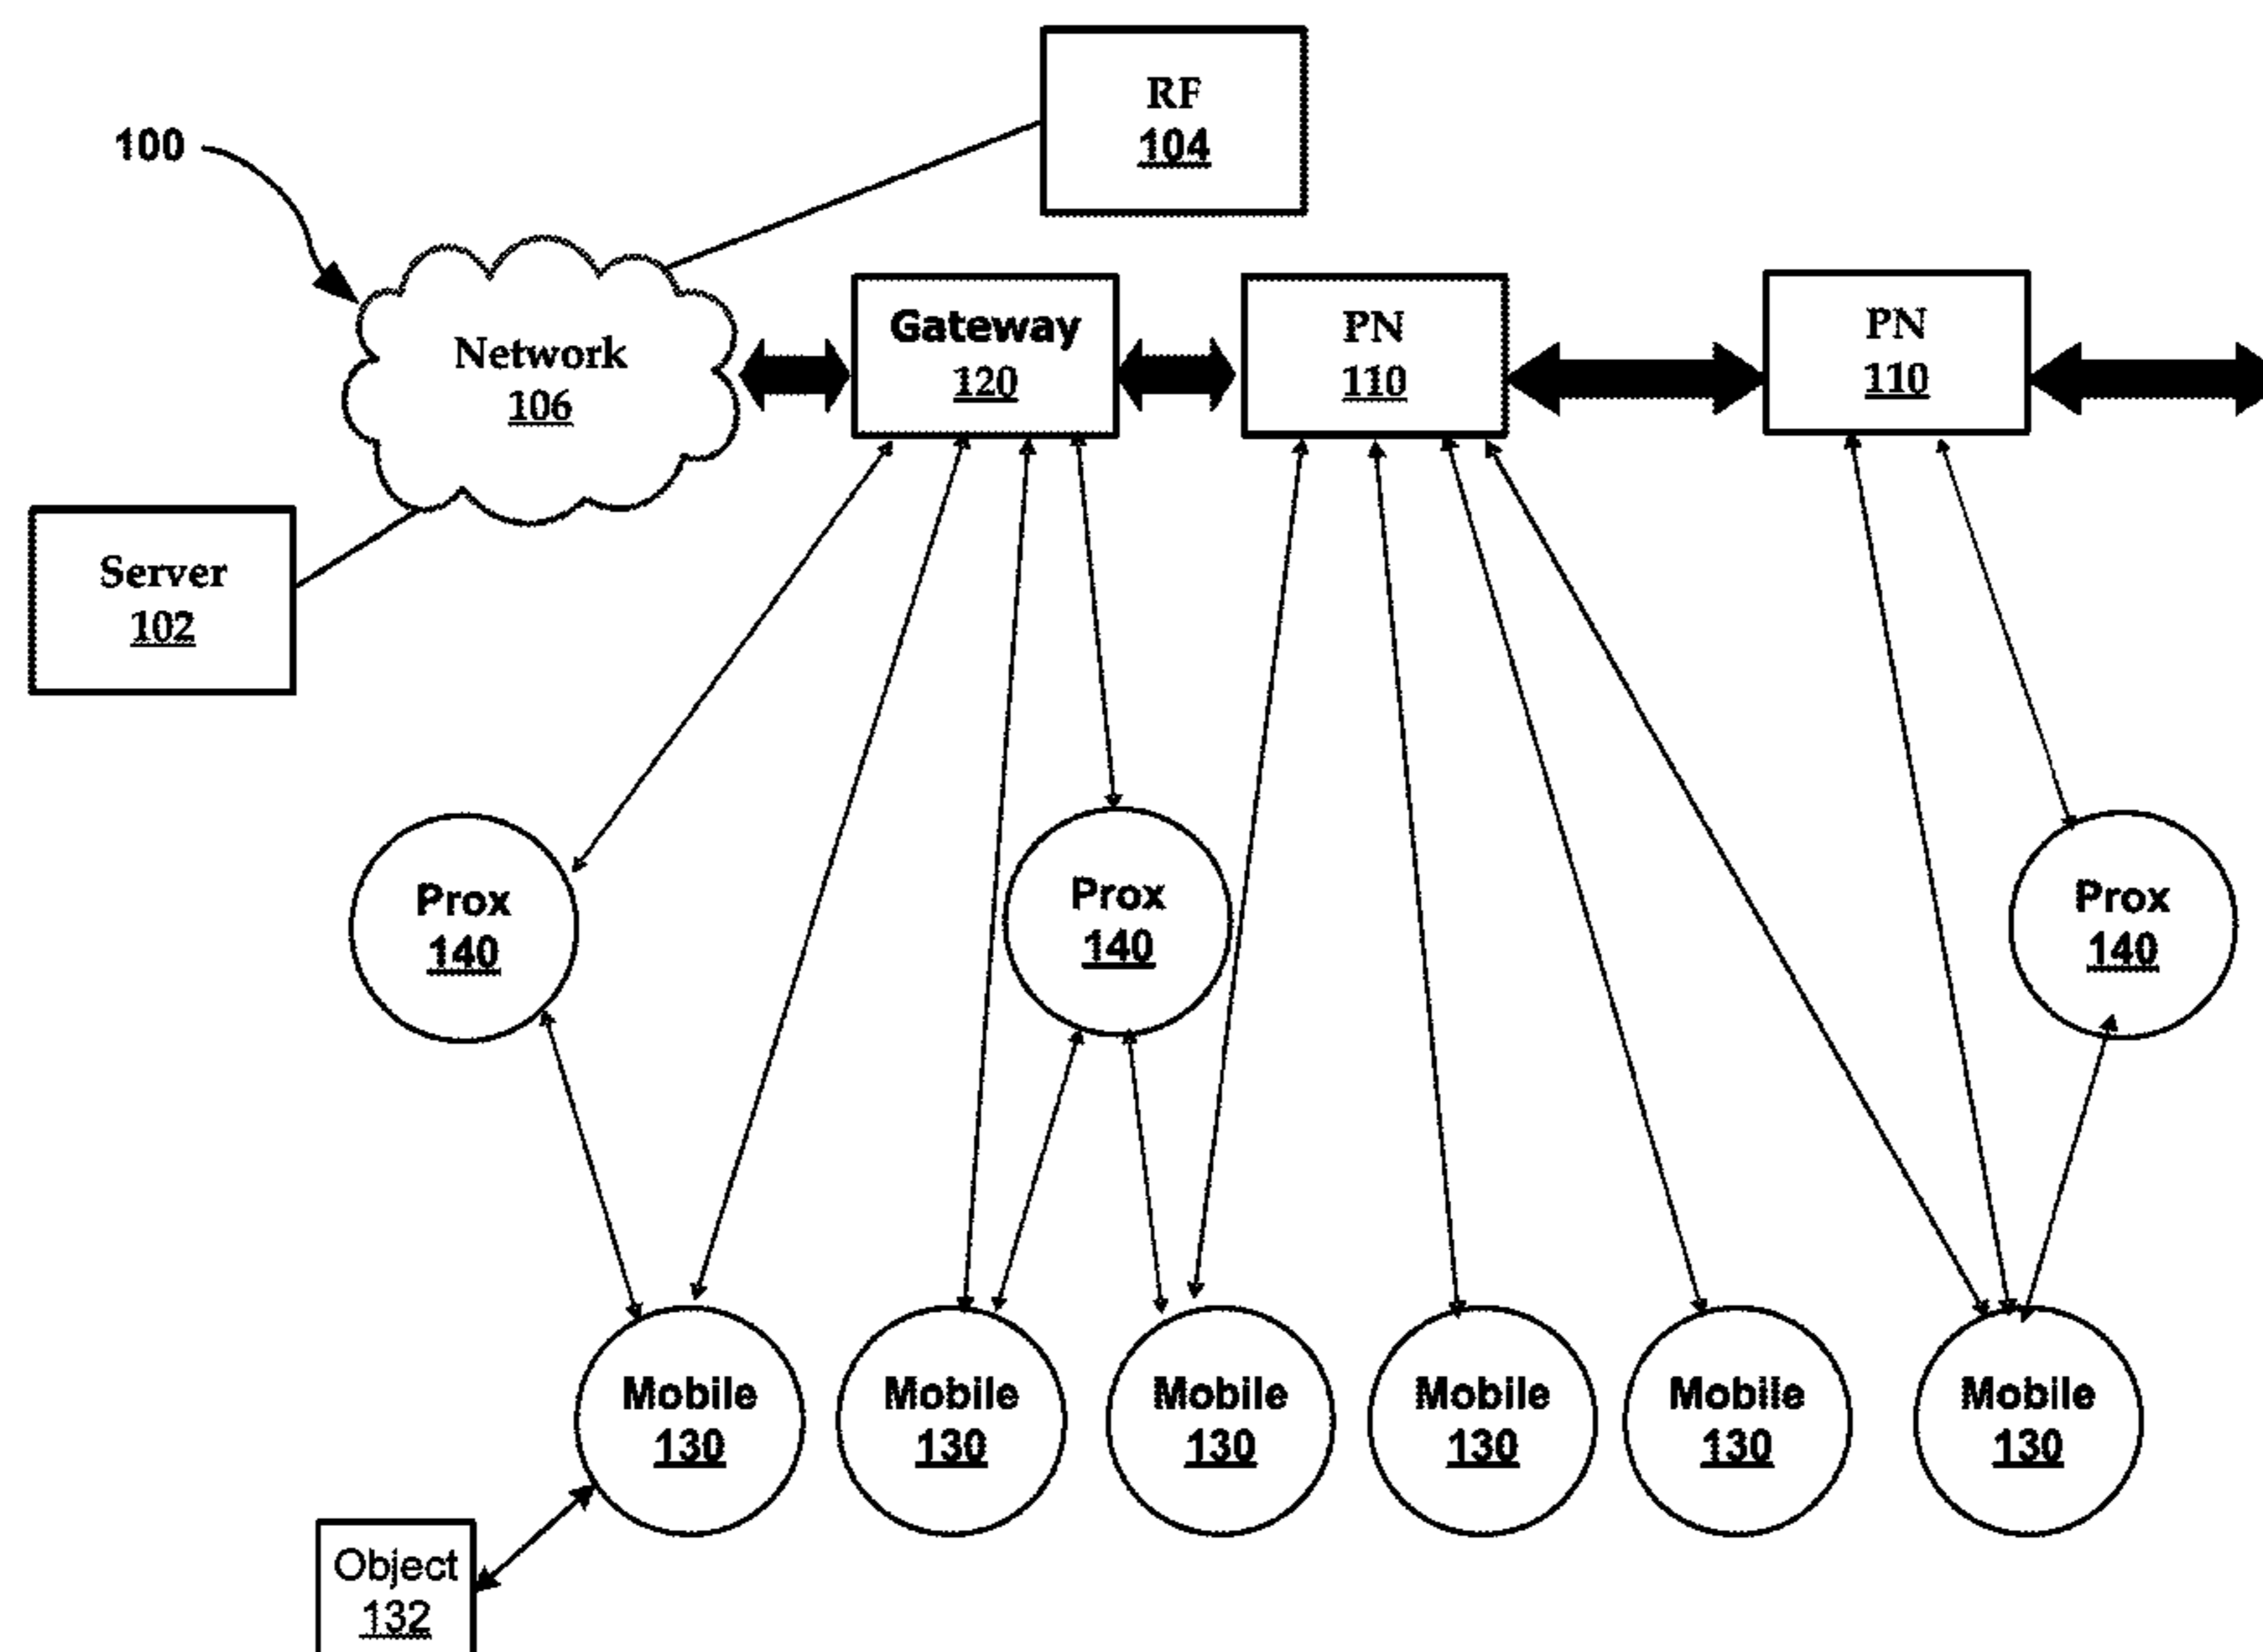 RF
104
100
Network
106
Gateway
120
PN
110
PN
110
Server
102
Prox
140
Prox
140
Prox
140
Mobile
130
Mobile
130
Mobile
130
Mobile
130
Mobile
130
Mobile
130
Object
132